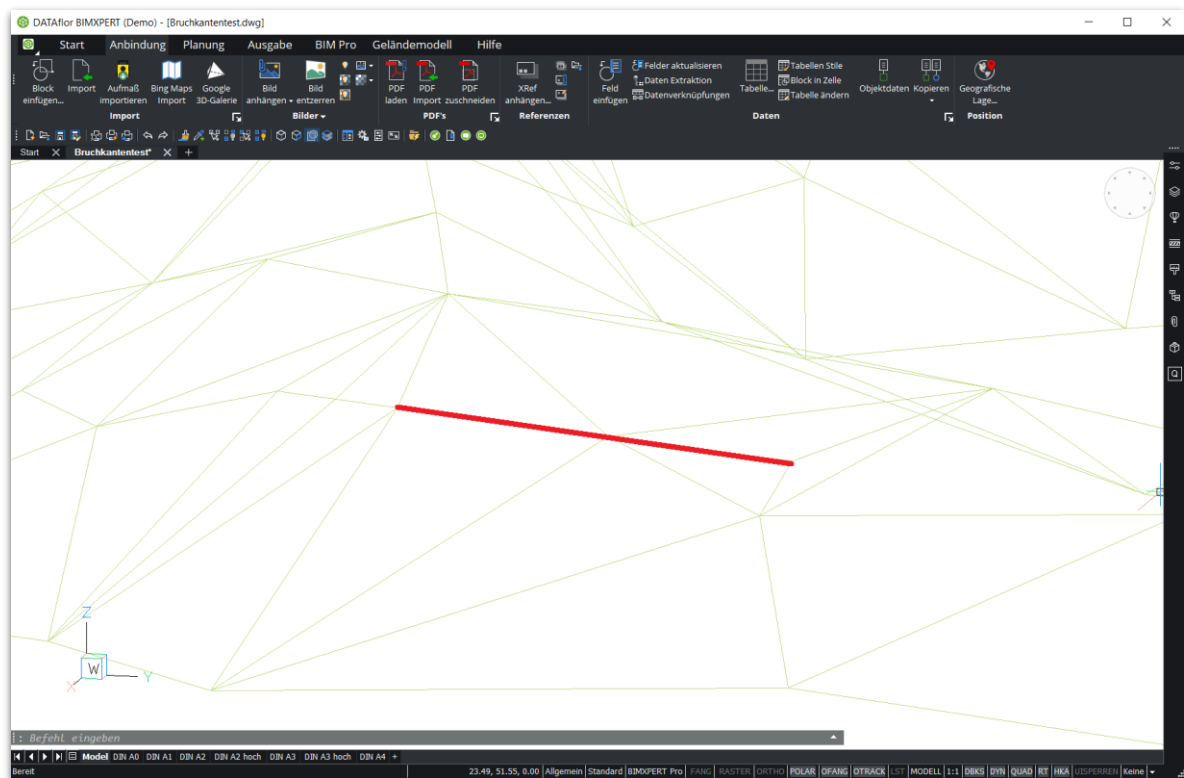 DATAflor BIMXPERT (Demo) - [Bruchkantentest.dwg]
Start Anbindung Planung Ausgabe BIM Pro Geländemodell Hilfe
Block einfügen...
Import
Aufmaß importieren
Bing Maps Import
Google 3D-Galerie
Import
Bild anhängen
Bild entzerren
Bilder
PDF laden
PDF Import
PDF zuschneiden
PDF's
XRef anhängen...
Referenzen
Feld einfügen
Felder aktualisieren
Daten Extraktion
Datenverknüpfungen
Tabelle...
Tabellen Stile
Block in Zelle
Tabelle ändern
Objektdaten
Kopieren
Daten
Geografische Lage...
Position
Start Bruchkantentest* +
Z
W
Y
X
: Befehl eingeben
Model DIN A0 DIN A1 DIN A2 DIN A2 hoch DIN A3 DIN A3 hoch DIN A4 +
Bereit 23.49, 51.55, 0.00 Allgemein Standard BIMXPERT Pro FANG RASTER ORTHO POLAR OFANG OTRACK LST MODELL 1:1 DBKS DYN QUAD RT HKA UISPERREN Keine